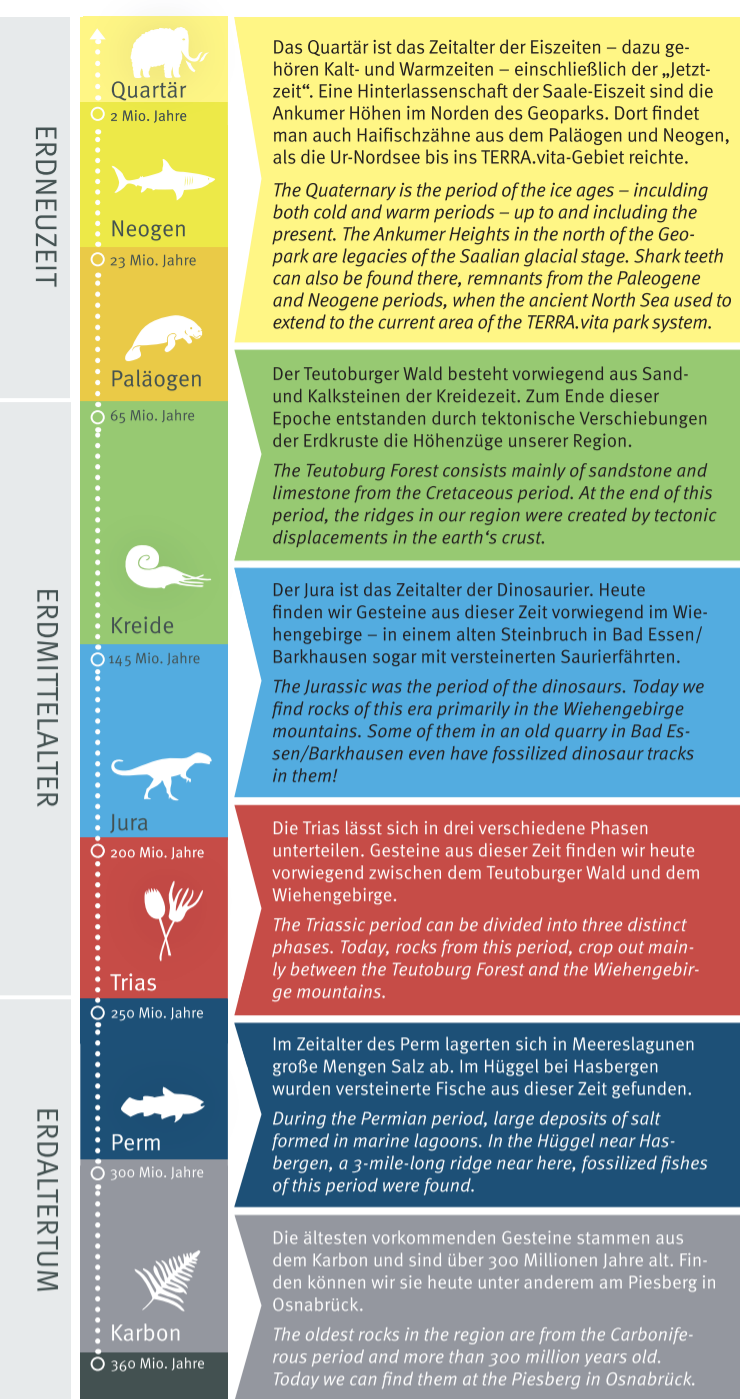 ERDNEUZEIT
Quartär
2 Mio. Jahre
Neogen
23 Mio. Jahre
Paläogen
65 Mio. Jahre
Das Quartär ist das Zeitalter der Eiszeiten – dazu ge-
hören Kalt- und Warmzeiten – einschließlich der „Jetzt-
zeit“. Eine Hinterlassenschaft der Saale-Eiszeit sind die
Ankumer Höhen im Norden des Geoparks. Dort findet
man auch Haifischzähne aus dem Paläogen und Neogen,
als die Ur-Nordsee bis ins TERRA.vita-Gebiet reichte.
The Quaternary is the period of the ice ages – inculding
both cold and warm periods – up to and including the
present. The Ankumer Heights in the north of the Geo-
park are legacies of the Saalian glacial stage. Shark teeth
can also be found there, remnants from the Paleogene
and Neogene periods, when the ancient North Sea used to
extend to the current area of the TERRA.vita park system.
ERDMITTELALTER
Kreide
145 Mio. Jahre
Der Teutoburger Wald besteht vorwiegend aus Sand-
und Kalksteinen der Kreidezeit. Zum Ende dieser
Epoche entstanden durch tektonische Verschiebungen
der Erdkruste die Höhenzüge unserer Region.
The Teutoburg Forest consists mainly of sandstone and
limestone from the Cretaceous period. At the end of this
period, the ridges in our region were created by tectonic
displacements in the earth‘s crust.
Jura
200 Mio. Jahre
Der Jura ist das Zeitalter der Dinosaurier. Heute
finden wir Gesteine aus dieser Zeit vorwiegend im Wie-
hengebirge – in einem alten Steinbruch in Bad Essen/
Barkhausen sogar mit versteinerten Saurierfährten.
The Jurassic was the period of the dinosaurs. Today we
find rocks of this era primarily in the Wiehengebirge
mountains. Some of them in an old quarry in Bad Es-
sen/Barkhausen even have fossilized dinosaur tracks
in them!
Trias
250 Mio. Jahre
Die Trias lässt sich in drei verschiedene Phasen
unterteilen. Gesteine aus dieser Zeit finden wir heute
vorwiegend zwischen dem Teutoburger Wald und dem
Wiehengebirge.
The Triassic period can be divided into three distinct
phases. Today, rocks from this period, crop out main-
ly between the Teutoburg Forest and the Wiehengebir-
ge mountains.
ERDALTERTUM
Perm
300 Mio. Jahre
Im Zeitalter des Perm lagerten sich in Meereslagunen
große Mengen Salz ab. Im Hüggel bei Hasbergen
wurden versteinerte Fische aus dieser Zeit gefunden.
During the Permian period, large deposits of salt
formed in marine lagoons. In the Hüggel near Has-
bergen, a 3-mile-long ridge near here, fossilized fishes
of this period were found.
Karbon
360 Mio. Jahre
Die ältesten vorkommenden Gesteine stammen aus
dem Karbon und sind über 300 Millionen Jahre alt. Fin-
den können wir sie heute unter anderem am Piesberg in
Osnabrück.
The oldest rocks in the region are from the Carbonife-
rous period and more than 300 million years old.
Today we can find them at the Piesberg in Osnabrück.